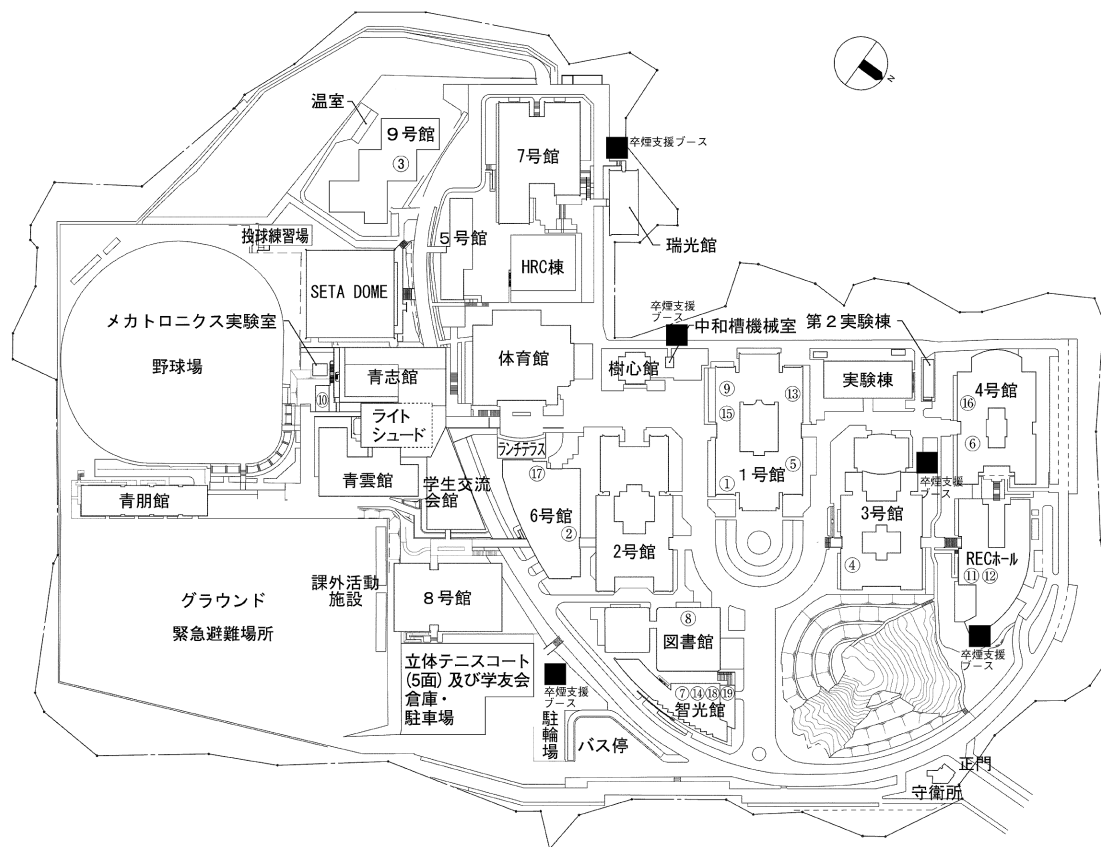 N
温室
9号館
③
7号館
卒煙支援ブース
瑞光館
投球練習場
5号館
HRC棟
SETA DOME
メカトロニクス実験室
野球場
⑩
青志館
体育館
卒煙支援
ブース
中和槽機械室
樹心館
第2実験棟
実験棟
4号館
⑯
⑥
⑨
⑮
⑬
⑤
①
1号館
ライト
シュード
ランチテラス
青雲館
学生交流
会館
青朋館
⑰
6号館
②
2号館
3号館
④
卒煙支援
ブース
RECホール
⑪⑫
グラウンド
緊急避難場所
課外活動
施設
8号館
⑧
図書館
⑦⑭⑱⑲
智光館
卒煙支援
ブース
立体テニスコート
(5面)及び学友会
倉庫・
駐車場
卒煙支援
ブース
駐輪場
バス停
正門
守衛所